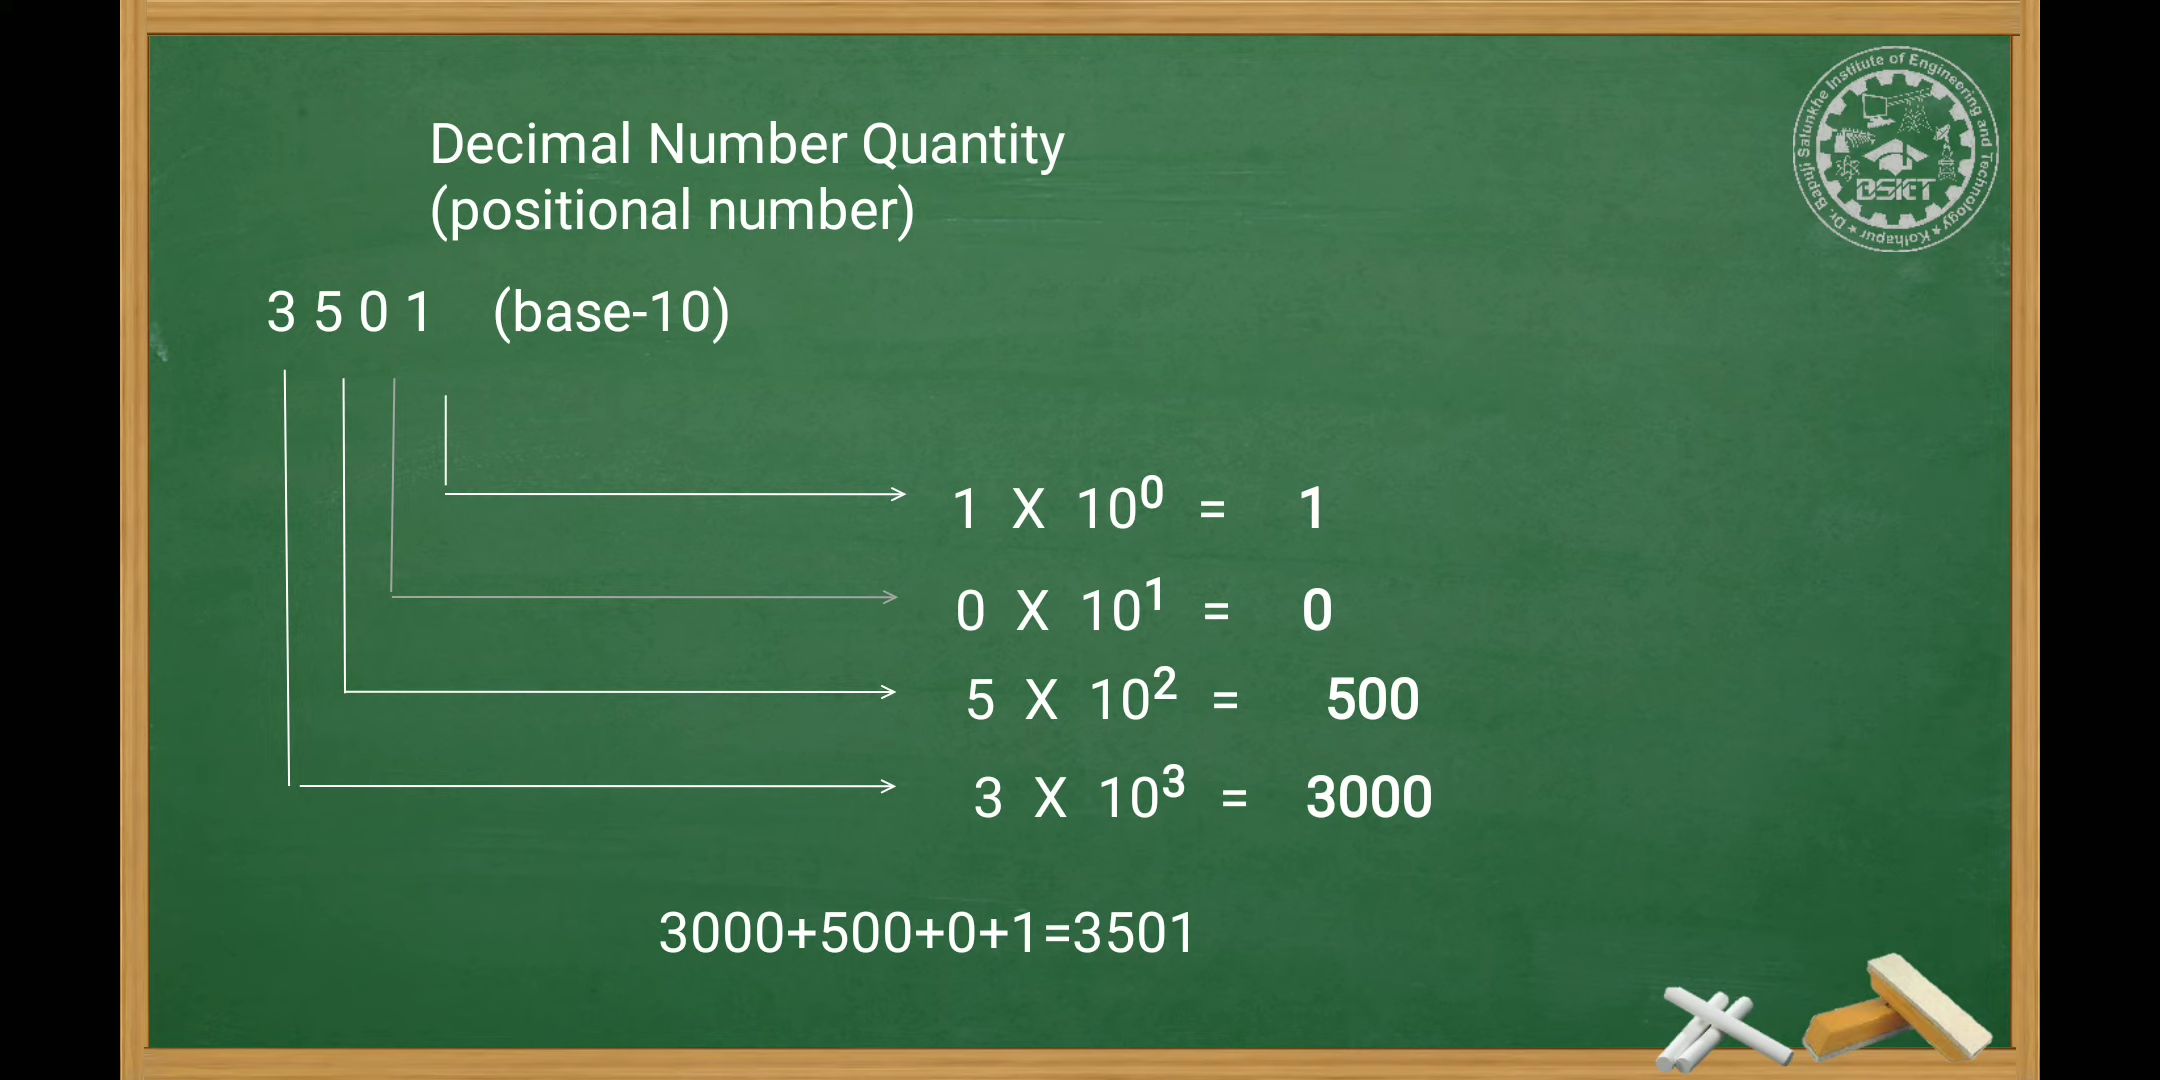 Decimal Number Quantity
(positional number)
3 5 0 1 (base-10)
1 X 10⁰ = 1
0 X 10¹ = 0
5 X 10² = 500
3 X 10³ = 3000
3000+500+0+1=3501
Dr. Bapuji Salunkhe Institute of Engineering and Technology ★ Kolhapur ★
BSIET